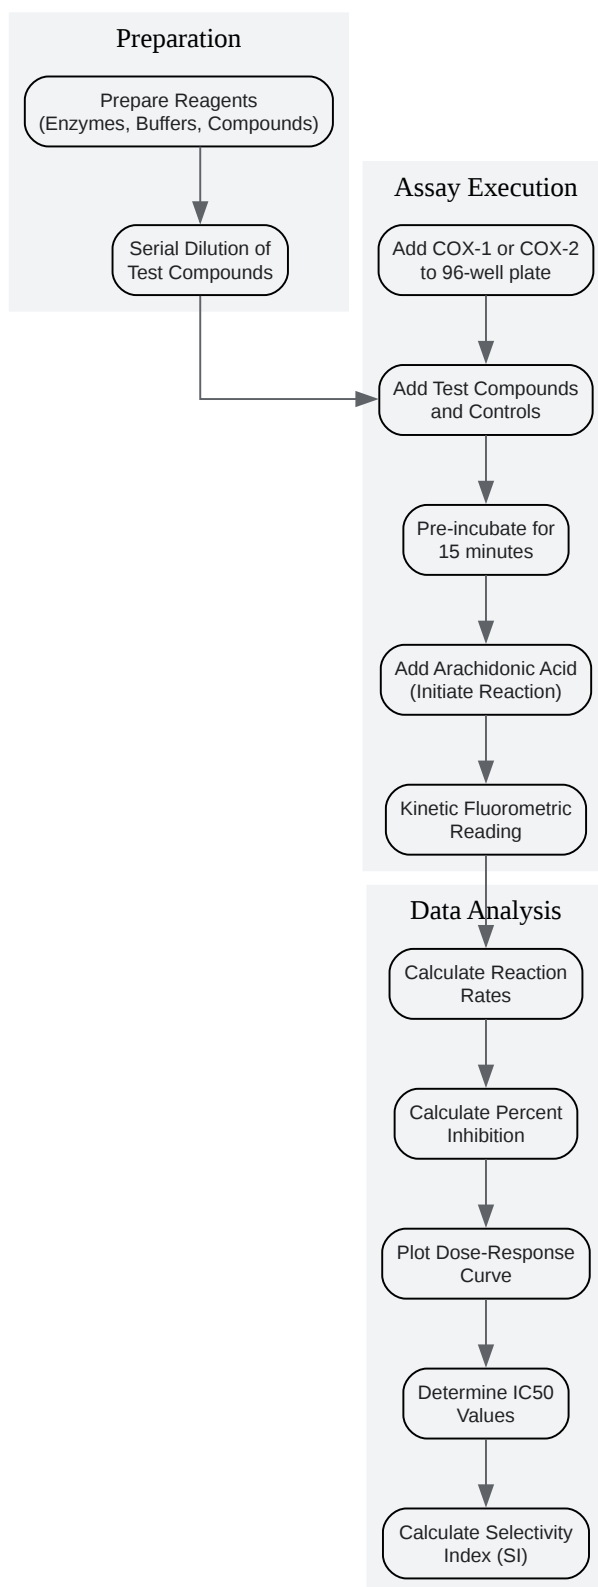 Preparation
Prepare Reagents
(Enzymes, Buffers, Compounds)
Serial Dilution of
Test Compounds
Assay Execution
Add COX-1 or COX-2
to 96-well plate
Add Test Compounds
and Controls
Pre-incubate for
15 minutes
Add Arachidonic Acid
(Initiate Reaction)
Kinetic Fluorometric
Reading
Data Analysis
Calculate Reaction
Rates
Calculate Percent
Inhibition
Plot Dose-Response
Curve
Determine IC50
Values
Calculate Selectivity
Index (SI)